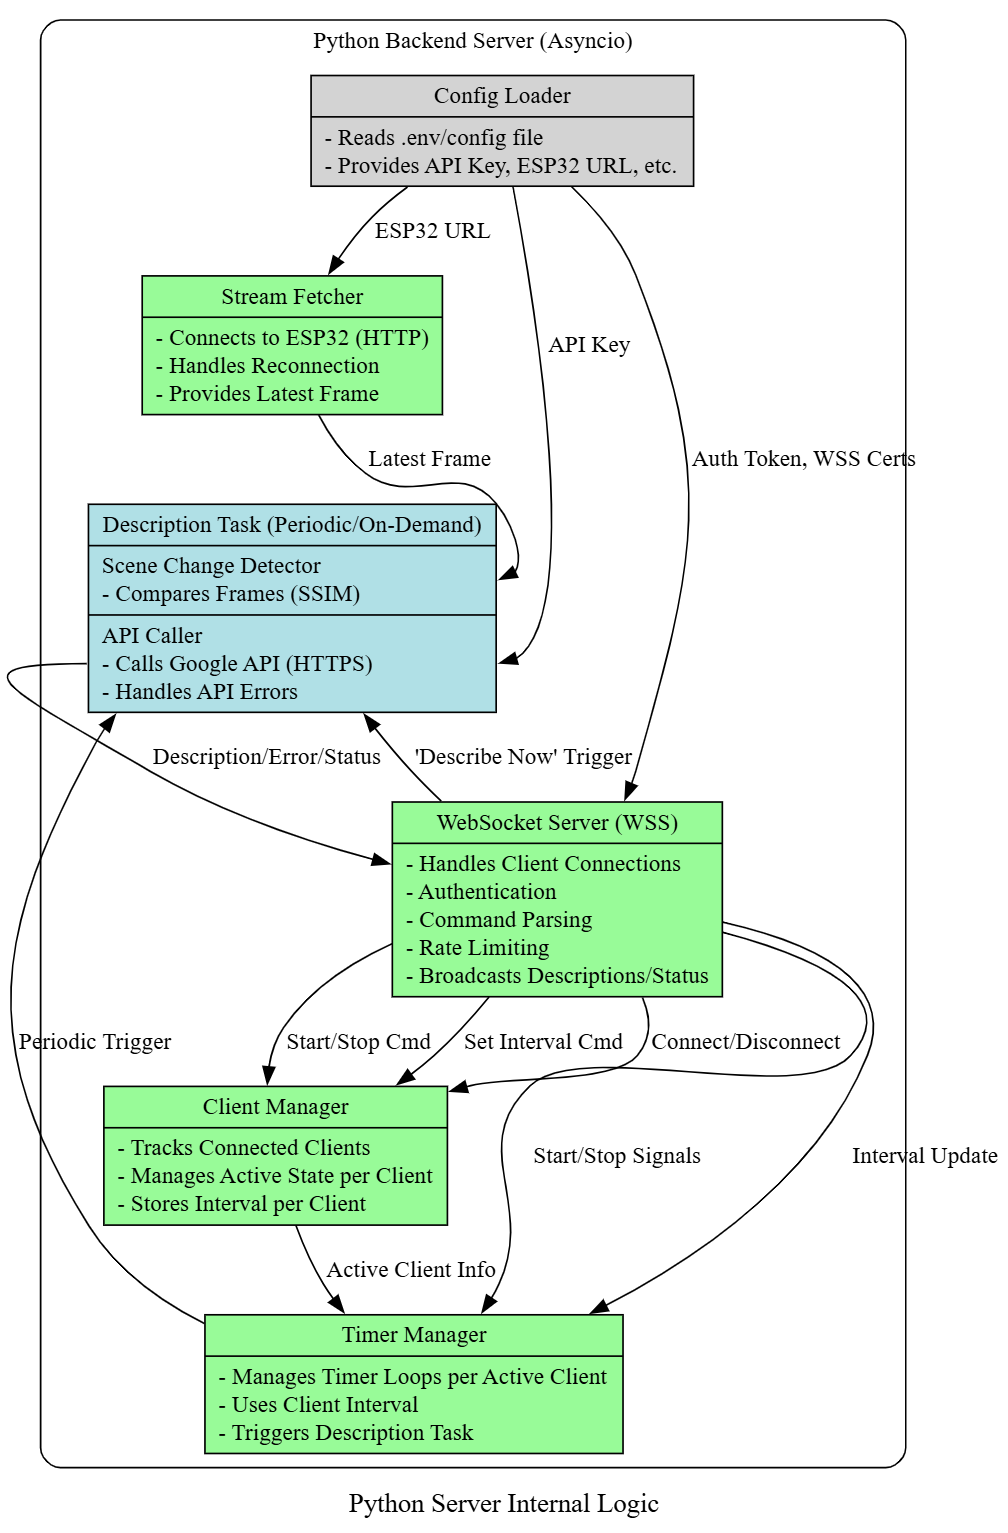 Python Backend Server (Asyncio)
Config Loader
- Reads .env/config file
- Provides API Key, ESP32 URL, etc.
ESP32 URL
Stream Fetcher
- Connects to ESP32 (HTTP)
- Handles Reconnection
- Provides Latest Frame
API Key
Latest Frame
Auth Token, WSS Certs
Description Task (Periodic/On-Demand)
Scene Change Detector
- Compares Frames (SSIM)
API Caller
- Calls Google API (HTTPS)
- Handles API Errors
Description/Error/Status
'Describe Now' Trigger
WebSocket Server (WSS)
- Handles Client Connections
- Authentication
- Command Parsing
- Rate Limiting
- Broadcasts Descriptions/Status
Periodic Trigger
Start/Stop Cmd
Set Interval Cmd
Connect/Disconnect
Client Manager
- Tracks Connected Clients
- Manages Active State per Client
- Stores Interval per Client
Start/Stop Signals
Interval Update
Active Client Info
Timer Manager
- Manages Timer Loops per Active Client
- Uses Client Interval
- Triggers Description Task
Python Server Internal Logic